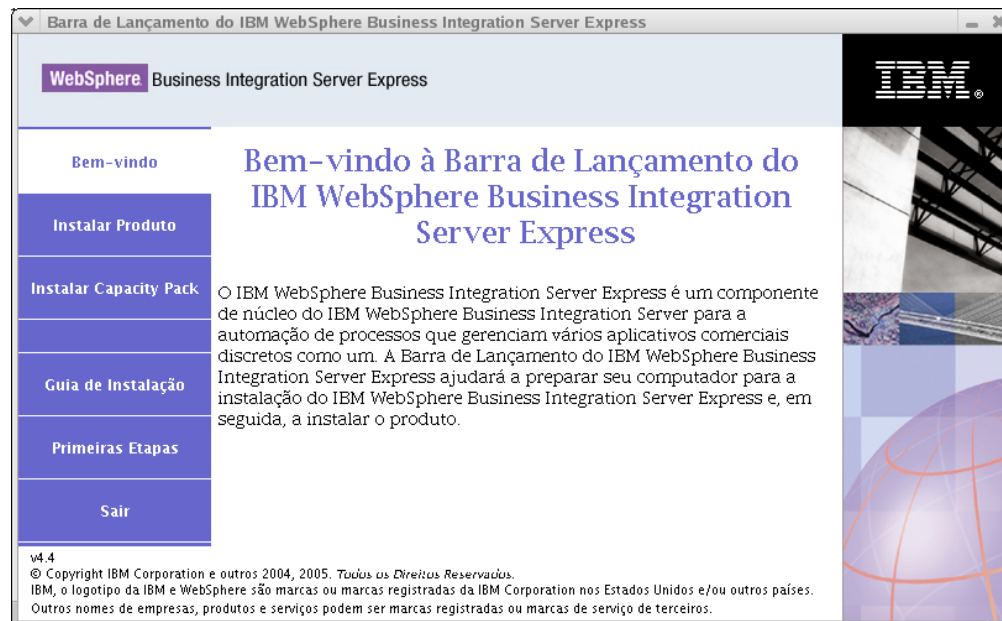 Barra de Lançamento do IBM WebSphere Business Integration Server Express
WebSphere Business Integration Server Express
IBM®
Bem-vindo
Instalar Produto
Instalar Capacity Pack
Guia de Instalação
Primeiras Etapas
Sair
Bem-vindo à Barra de Lançamento do
IBM WebSphere Business Integration
Server Express
O IBM WebSphere Business Integration Server Express é um componente
de núcleo do IBM WebSphere Business Integration Server para a
automação de processos que gerenciam vários aplicativos comerciais
discretos como um. A Barra de Lançamento do IBM WebSphere Business
Integration Server Express ajudará a preparar seu computador para a
instalação do IBM WebSphere Business Integration Server Express e, em
seguida, a instalar o produto.
v4.4
© Copyright IBM Corporation e outros 2004, 2005. Todos os Direitos Reservados.
IBM, o logotipo da IBM e WebSphere são marcas ou marcas registradas da IBM Corporation nos Estados Unidos e/ou outros países.
Outros nomes de empresas, produtos e serviços podem ser marcas registradas ou marcas de serviço de terceiros.